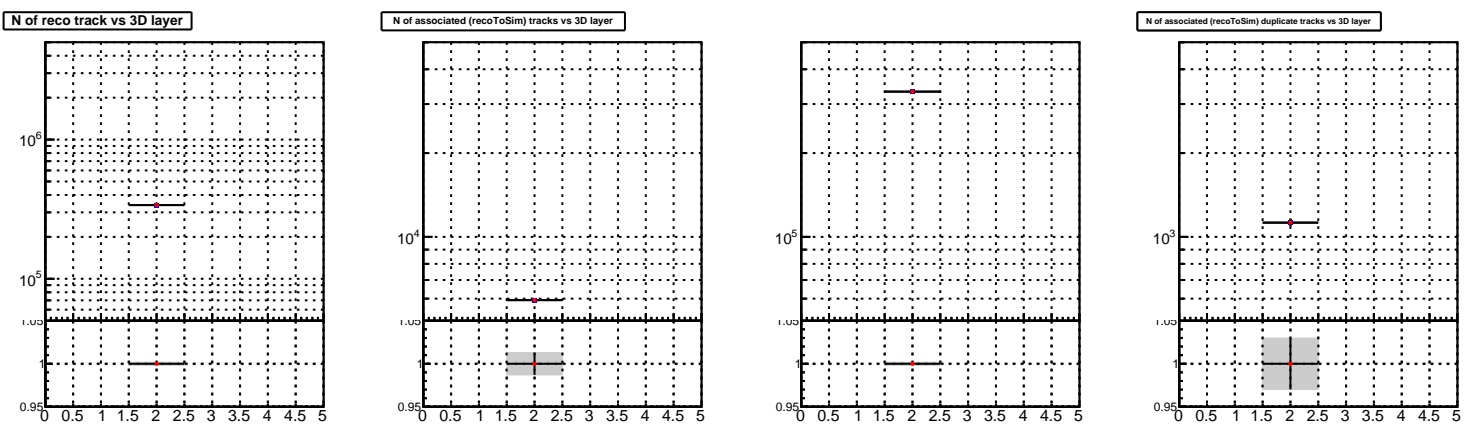 N of reco track vs 3D layer
N of associated (recoToSim) tracks vs 3D layer
N of associated (recoToSim) duplicate tracks vs 3D layer
10^6
10^5
10^4
10^5
10^3
1.05 1.05 1.05 1.05
1 1 1 1
0.95 0.95 0.95 0.95
0 0.5 1 1.5 2 2.5 3 3.5 4 4.5 5
0 0.5 1 1.5 2 2.5 3 3.5 4 4.5 5
0 0.5 1 1.5 2 2.5 3 3.5 4 4.5 5
0 0.5 1 1.5 2 2.5 3 3.5 4 4.5 5